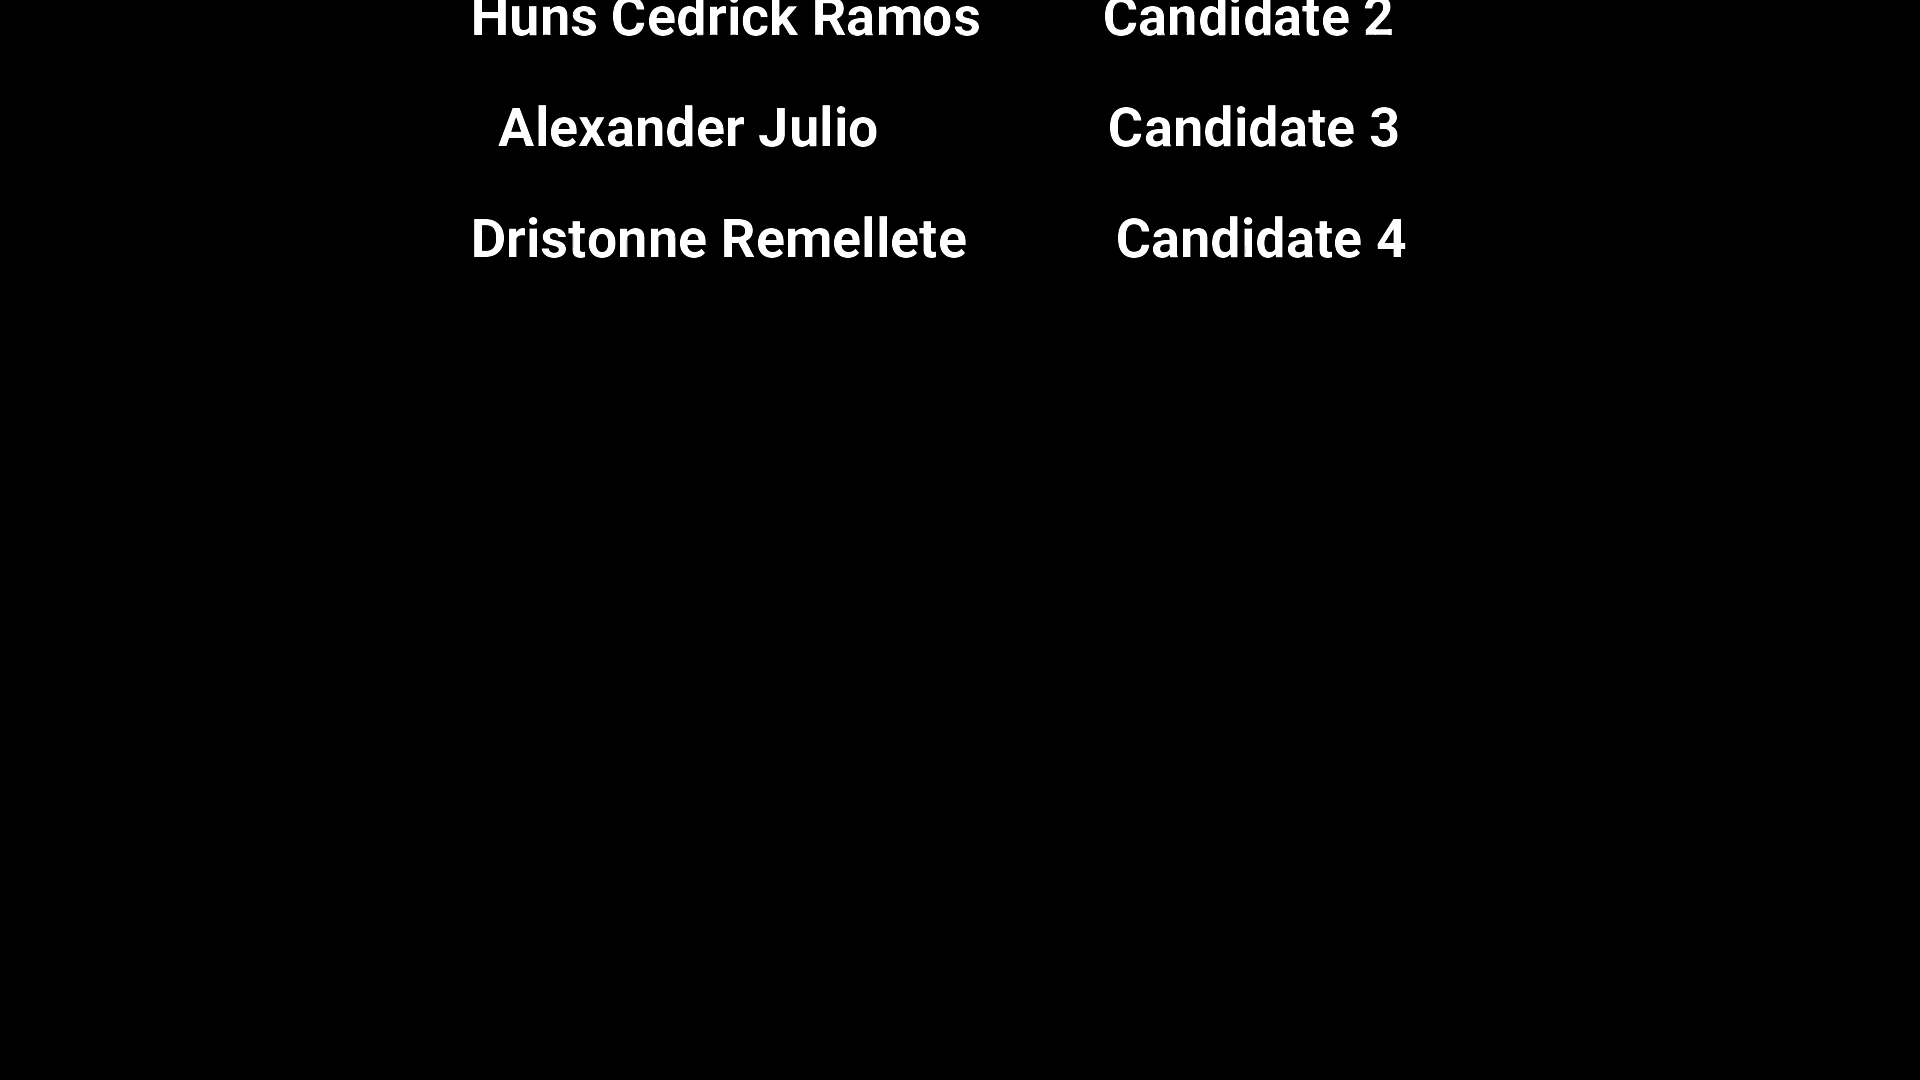 Huns Cedrick Ramos Candidate 2
Alexander Julio Candidate 3
Dristonne Remellete Candidate 4